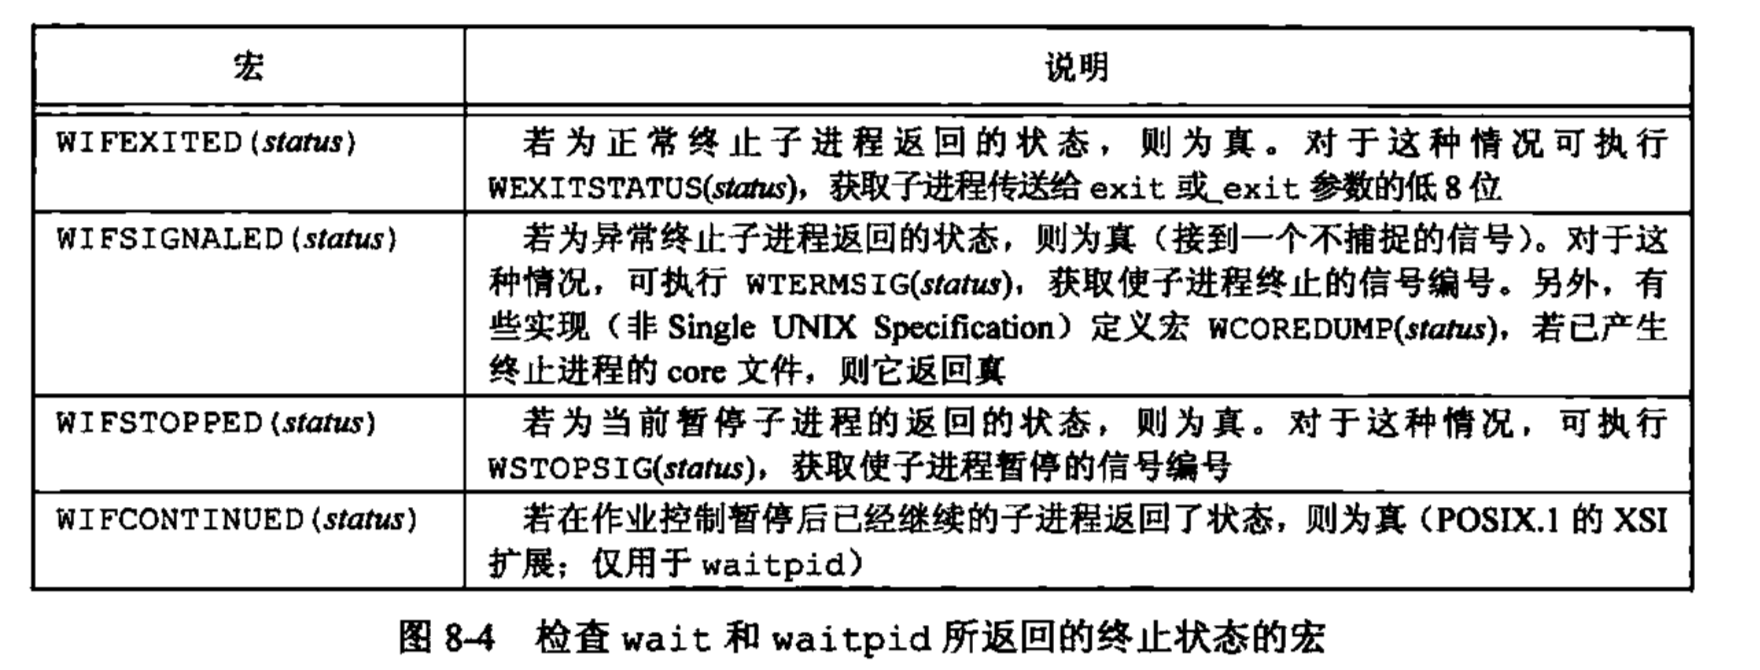 宏 说明
WIFEXITED(status) 若为正常终止子进程返回的状态，则为真。对于这种情况可执行
WEXITSTATUS(status)，获取子进程传送给 exit 或_exit 参数的低 8 位
WIFSIGNALED(status) 若为异常终止子进程返回的状态，则为真（接到一个不捕捉的信号）。对于这
种情况，可执行 WTERMSIG(status)，获取使子进程终止的信号编号。另外，有
些实现（非 Single UNIX Specification）定义宏 WCOREDUMP(status)，若已产生
终止进程的 core 文件，则它返回真
WIFSTOPPED(status) 若为当前暂停子进程的返回的状态，则为真。对于这种情况，可执行
WSTOPSIG(status)，获取使子进程暂停的信号编号
WIFCONTINUED(status) 若在作业控制暂停后已经继续的子进程返回了状态，则为真（POSIX.1 的 XSI
扩展；仅用于 waitpid）
图 8-4 检查 wait 和 waitpid 所返回的终止状态的宏